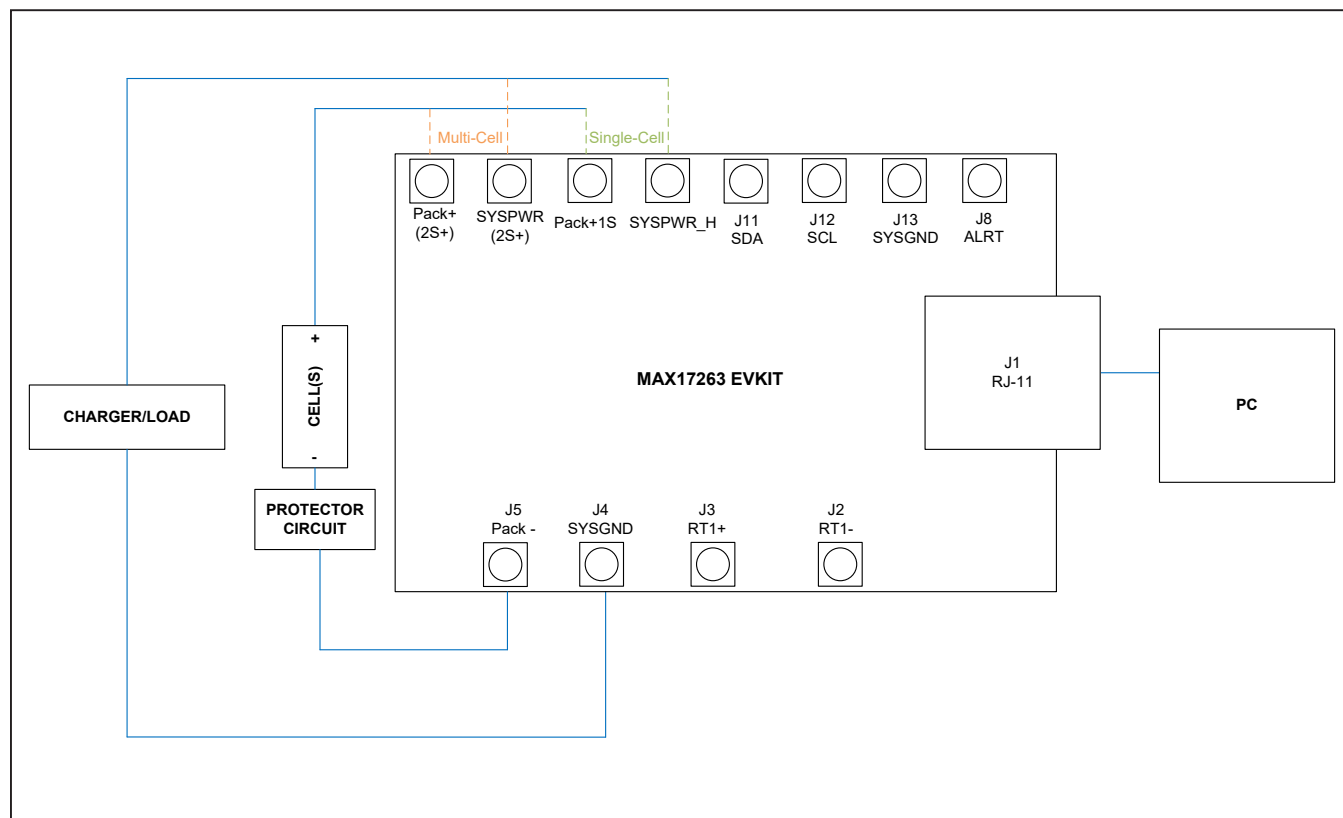 Multi-Cell
Single-Cell
Pack+
(2S+)
SYSPWR
(2S+)
Pack+1S
SYSPWR_H
J11
SDA
J12
SCL
J13
SYSGND
J8
ALRT
+
CELL(S)
-
CHARGER/LOAD
PROTECTOR
CIRCUIT
MAX17263 EVKIT
J1
RJ-11
PC
J5
Pack -
J4
SYSGND
J3
RT1+
J2
RT1-